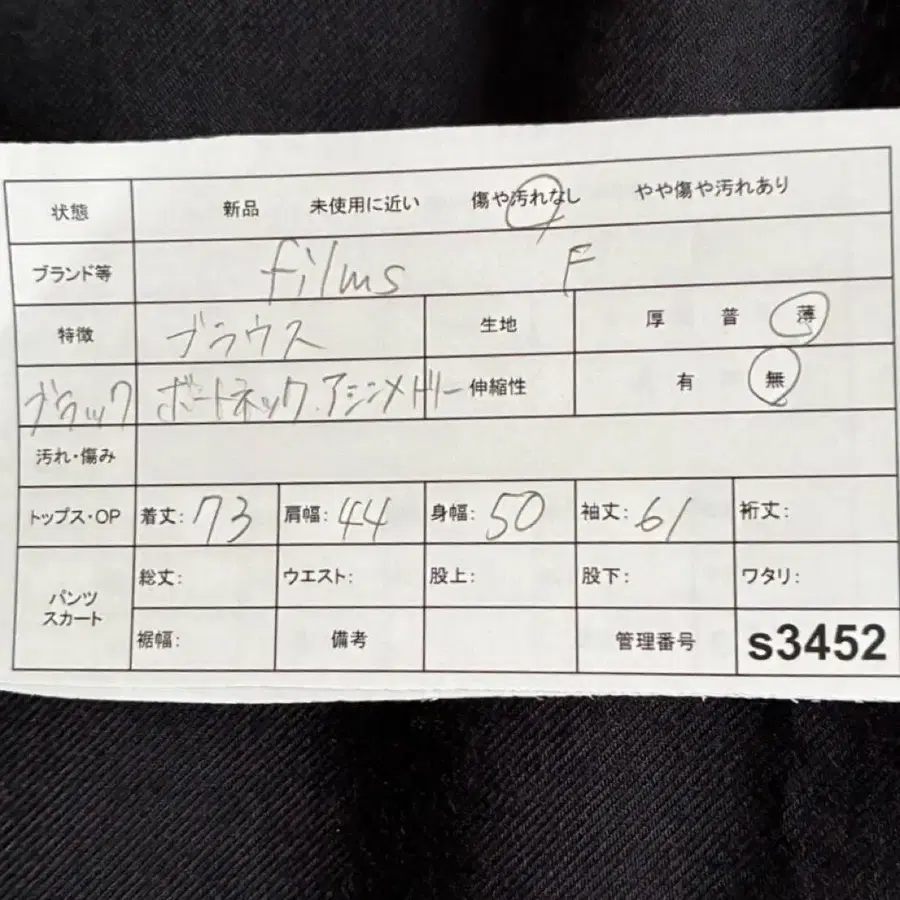 状態 新品 未使用に近い 傷や汚れなし やや傷や汚れあり
ブランド等 films F
特徴 ブラウス 生地 厚 普 薄
ブラック ボートネック.アシンメトリー 伸縮性 有 無
汚れ・傷み
トップス・OP 着丈: 73 肩幅: 44 身幅: 50 袖丈: 61 裄丈:
パンツ
スカート
総丈: ウエスト: 股上: 股下: ワタリ:
裾幅: 備考 管理番号 s3452